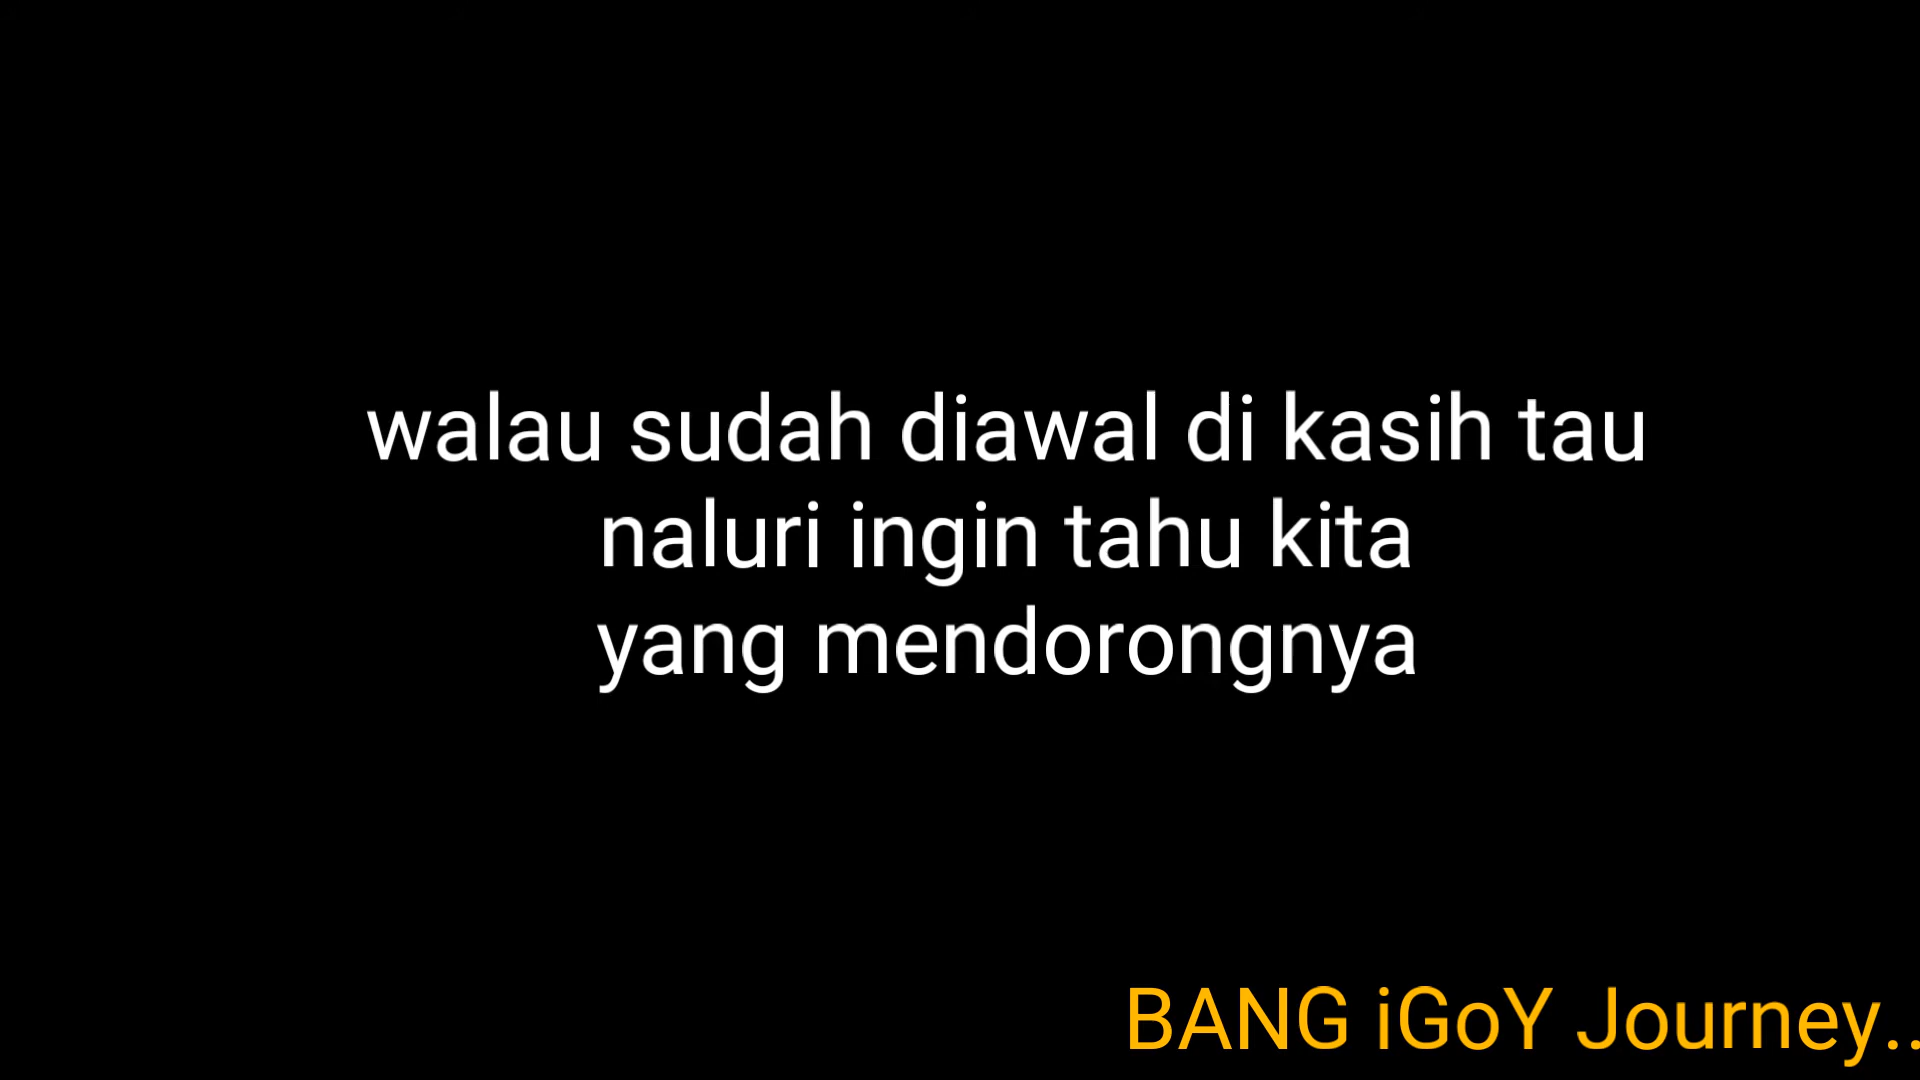 walau sudah diawal di kasih tau
naluri ingin tahu kita
yang mendorongnya
BANG iGoY Journey..